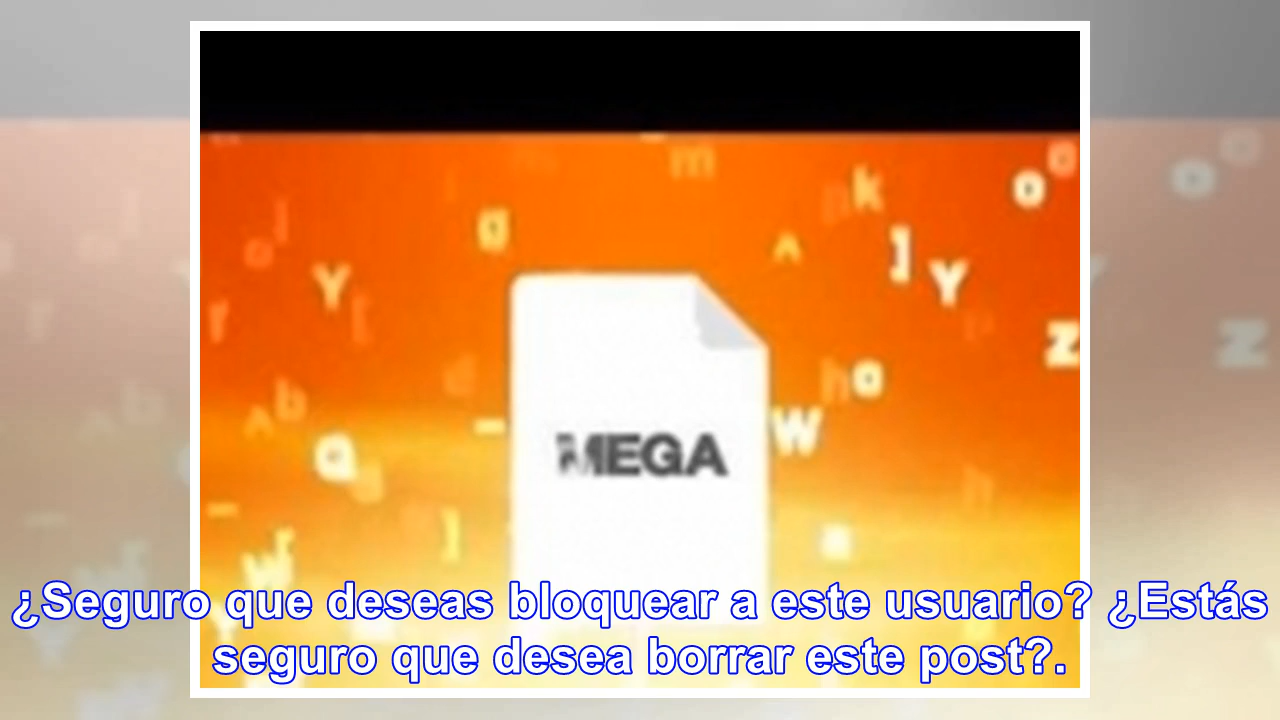 MEGA
¿Seguro que deseas bloquear a este usuario? ¿Estás
seguro que desea borrar este post?.